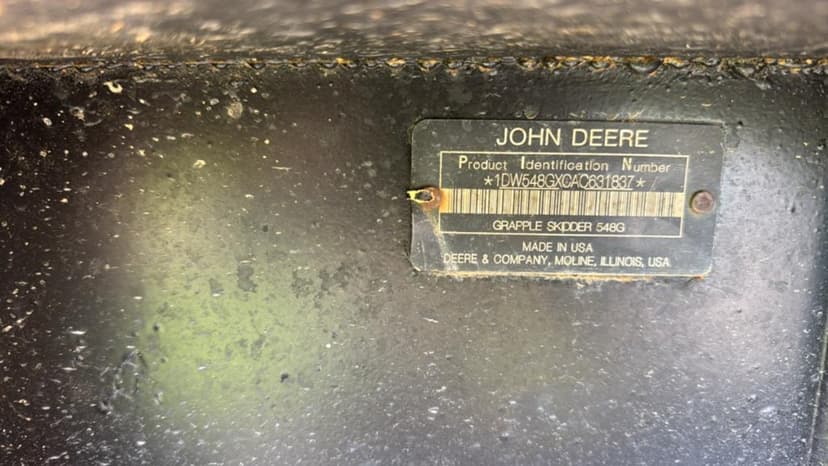 JOHN DEERE
Product Identification Number
*1DW548GXCAC631837*
GRAPPLE SKIDDER 548G
MADE IN USA
DEERE & COMPANY, MOLINE, ILLINOIS, USA